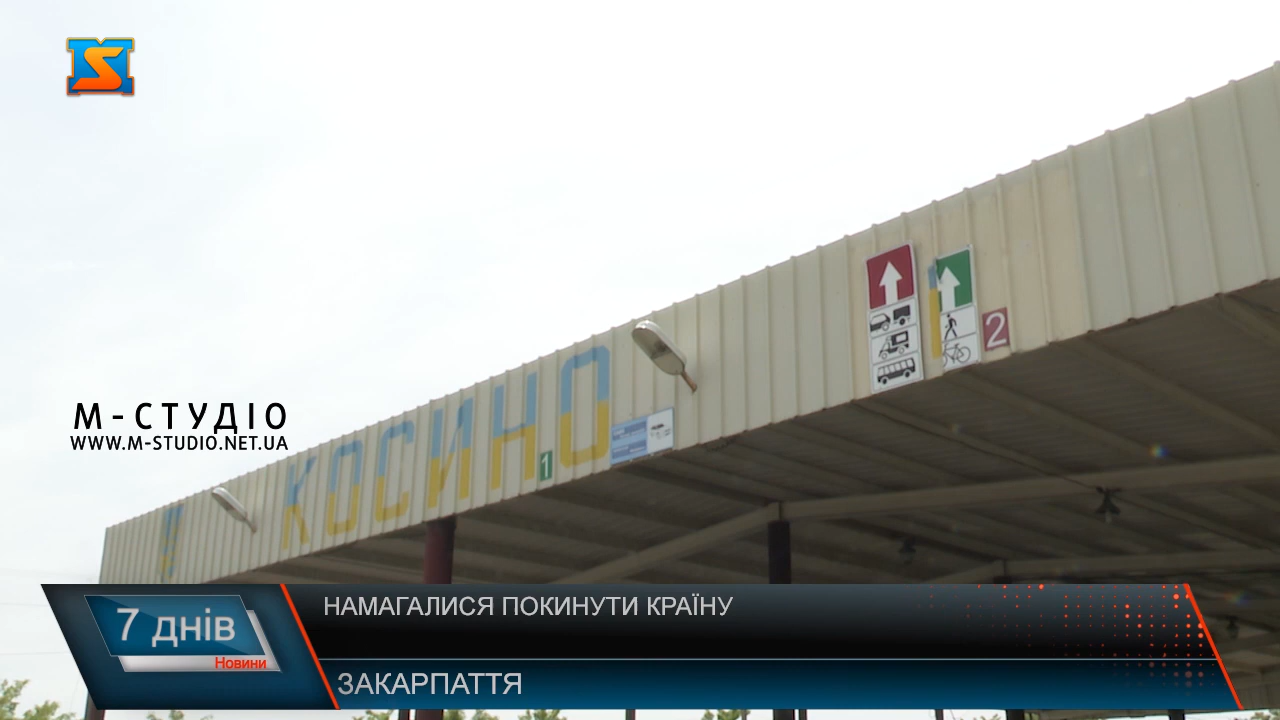 М-СТУДІО
WWW.M-STUDIO.NET.UA
КОСИНО
1
2
7 днів
Новини
НАМАГАЛИСЯ ПОКИНУТИ КРАЇНУ
ЗАКАРПАТТЯ